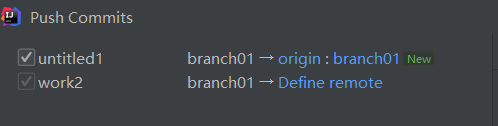 Push Commits
untitled1 branch01 → origin : branch01 New
work2 branch01 → Define remote